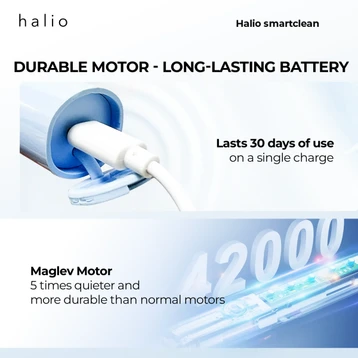 halio
Halio smartclean
DURABLE MOTOR - LONG-LASTING BATTERY
Lasts 30 days of use
on a single charge
42000
Maglev Motor
5 times quieter and
more durable than normal motors